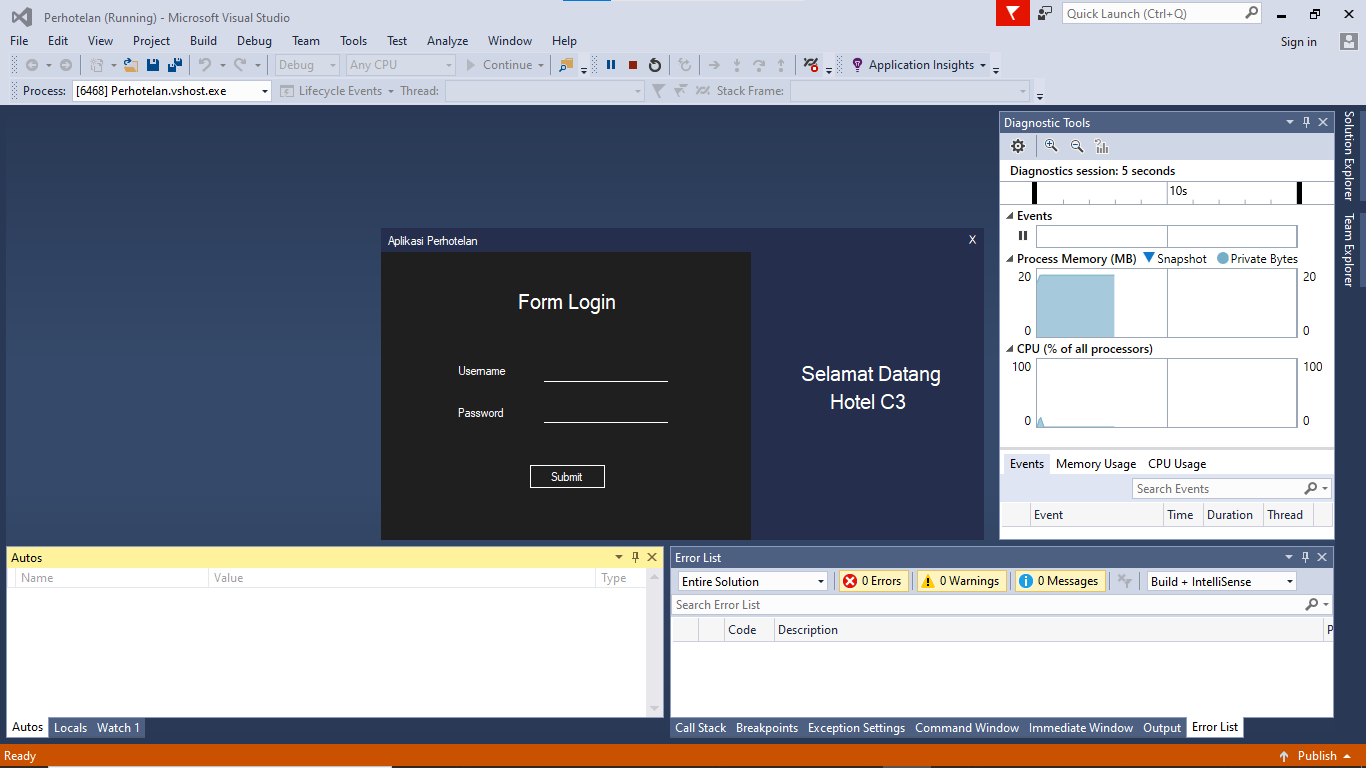 Perhotelan (Running) - Microsoft Visual Studio
Quick Launch (Ctrl+Q)
File Edit View Project Build Debug Team Tools Test Analyze Window Help
Sign in
Debug Any CPU Continue Application Insights
Process: [6468] Perhotelan.vshost.exe Lifecycle Events Thread: Stack Frame:
Solution Explorer
Team Explorer
Diagnostic Tools
Diagnostics session: 5 seconds
10s
Events
Process Memory (MB) Snapshot Private Bytes
20 20
0 0
CPU (% of all processors)
100 100
0 0
Events Memory Usage CPU Usage
Search Events
Event Time Duration Thread
Aplikasi Perhotelan X
Form Login
Username
Password
Submit
Selamat Datang
Hotel C3
Autos
Name Value Type
Autos Locals Watch 1
Error List
Entire Solution 0 Errors 0 Warnings 0 Messages Build + IntelliSense
Search Error List
Code Description P
Call Stack Breakpoints Exception Settings Command Window Immediate Window Output Error List
Ready
Publish